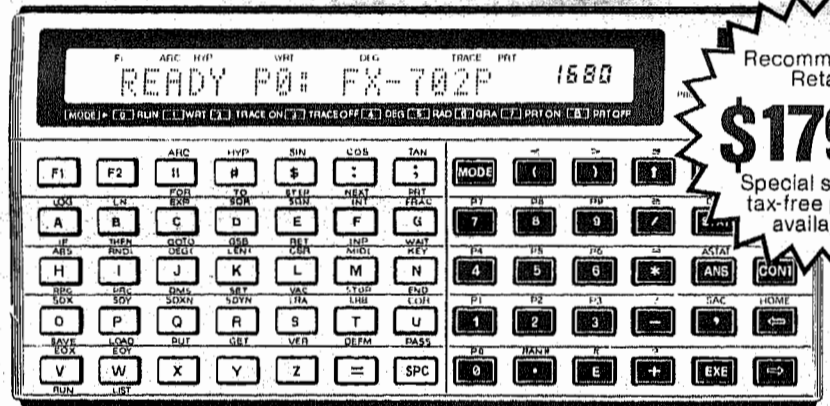 F1 ARC HYP WRT DEG TRACE PRT
READY P0: FX-702P 1680
MODE 0 RUN 1 WRT 2 TRACE ON 3 TRACE OFF 4 DEG 5 RAD 6 GRA 7 PRT ON 8 PRT OFF
Recomm
Reta
$179
Special s
tax-free p
availa
ARC HYP SIN COS TAN
F1 F2 !! # $ : ; MODE ( ) ↑
FOR TO STEP NEXT PRT
LOG LN EXP SQR SGN INT FRAC P7 P8 P9
A B C D E F G 7 8 9 /
IF THEN GOTO GSB RET INP WAIT
ABS RND( DEG( LEN( CSR MID( KEY P4 P5 P6 ASTAT
H I J K L M N 4 5 6 * ANS CONT
RPC PRC DMS SET VAC STOP END
SDX SDY SDXN SDYN LRA LRB COR P1 P2 P3 ! SAC HOME
O P Q R S T U 1 2 3 − ⇦
SAVE LOAD PUT GET VER DEFM PASS
EOX EOY P0 RAN#
V W X Y Z = SPC 0 • E + EXE ⇨
RUN LIST